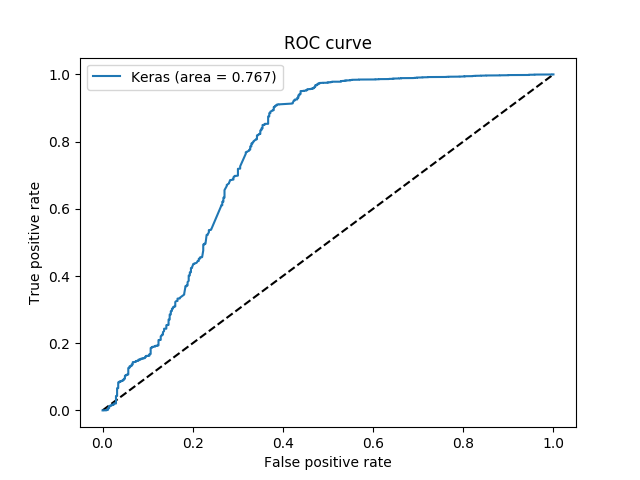 ROC curve
Keras (area = 0.767)
True positive rate
1.0
0.8
0.6
0.4
0.2
0.0
0.0 0.2 0.4 0.6 0.8 1.0
False positive rate